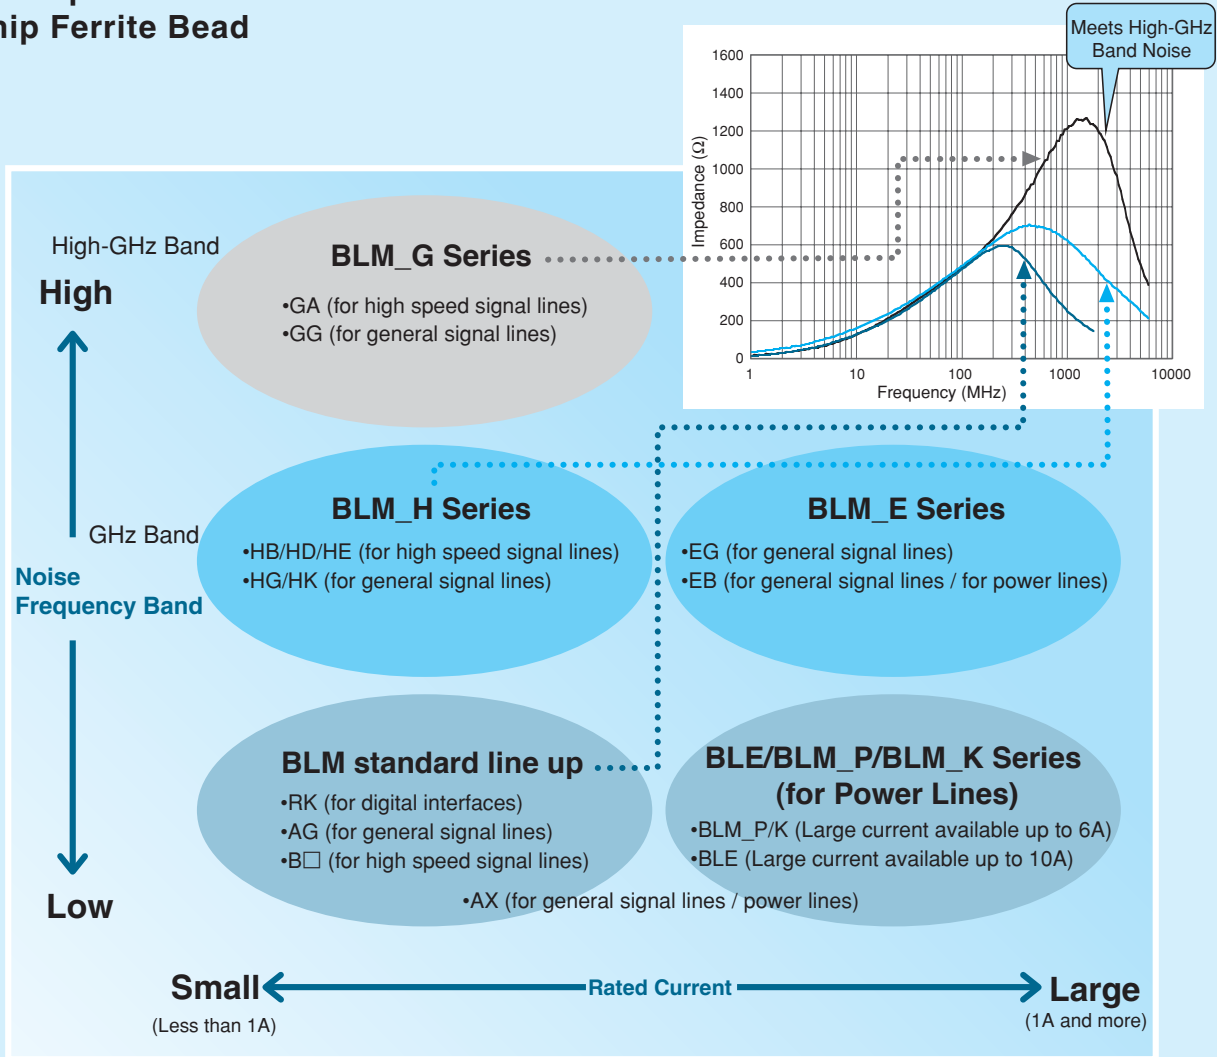 Chip Ferrite Bead
Meets High-GHz
Band Noise
1600
1400
1200
1000
800
600
400
200
0
Impedance (Ω)
1
10
100
1000
10000
Frequency (MHz)
High-GHz Band
High
BLM_G Series
•GA (for high speed signal lines)
•GG (for general signal lines)
GHz Band
Noise
Frequency Band
BLM_H Series
•HB/HD/HE (for high speed signal lines)
•HG/HK (for general signal lines)
BLM_E Series
•EG (for general signal lines)
•EB (for general signal lines / for power lines)
BLM standard line up
•RK (for digital interfaces)
•AG (for general signal lines)
•B□ (for high speed signal lines)
BLE/BLM_P/BLM_K Series
(for Power Lines)
•BLM_P/K (Large current available up to 6A)
•BLE (Large current available up to 10A)
•AX (for general signal lines / power lines)
Low
Small
(Less than 1A)
Rated Current
Large
(1A and more)